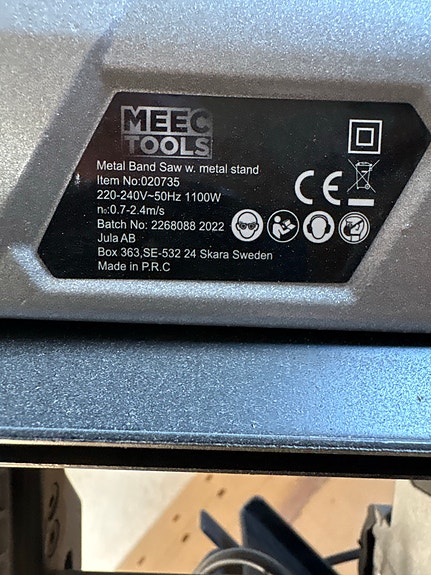 MEEC
TOOLS
Metal Band Saw w. metal stand
Item No:020735
220-240V~50Hz 1100W
n₀:0.7-2.4m/s
Batch No: 2268088 2022
Jula AB
Box 363,SE-532 24 Skara Sweden
Made in P.R.C
CE